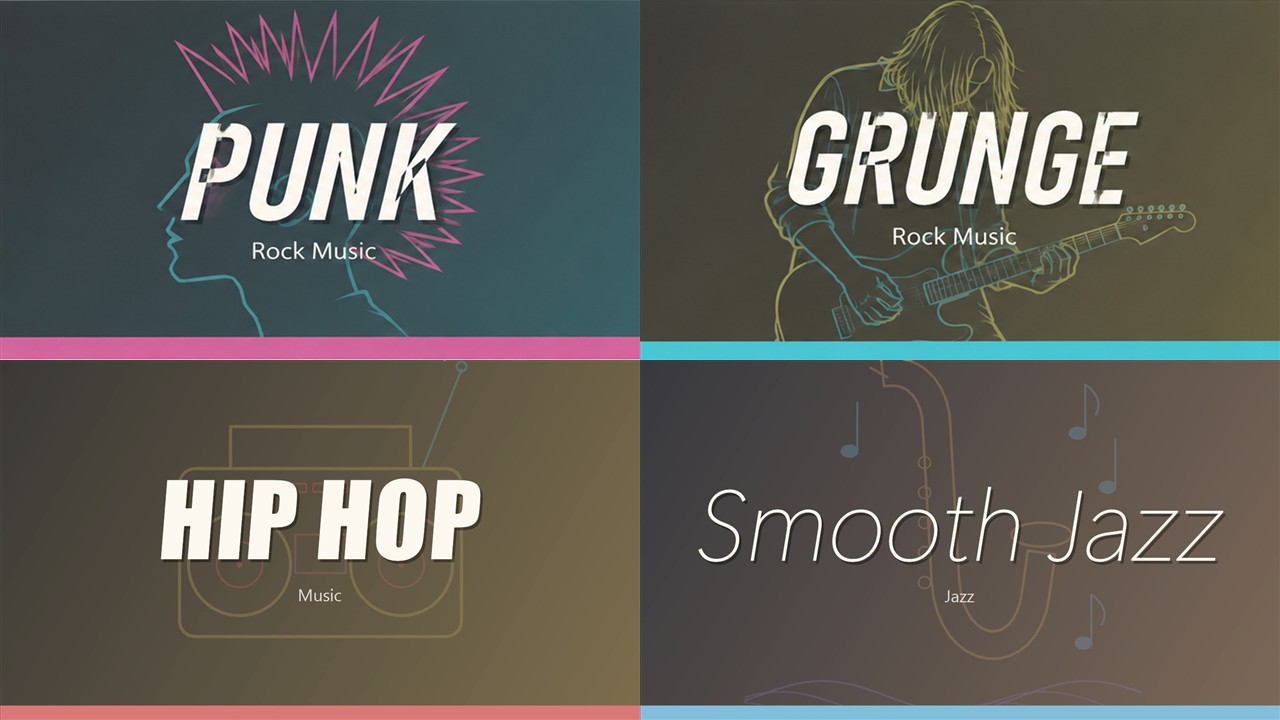 PUNK
Rock Music
GRUNGE
Rock Music
HIP HOP
Music
Smooth Jazz
Jazz